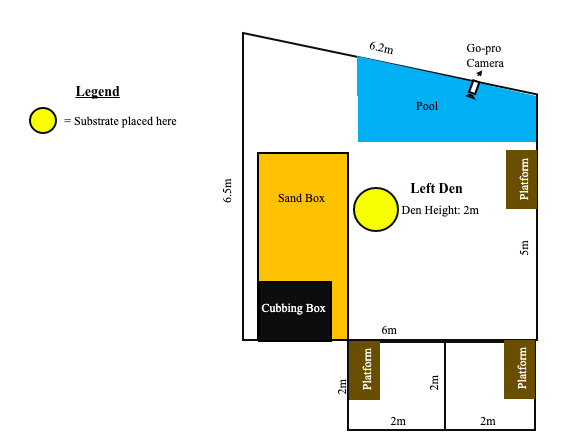 6.2m
Go-pro
Camera
Legend
= Substrate placed here
Pool
Platform
6.5m
Sand Box
Left Den
Den Height: 2m
5m
Cubbing Box
6m
Platform
Platform
2m
2m
2m
2m